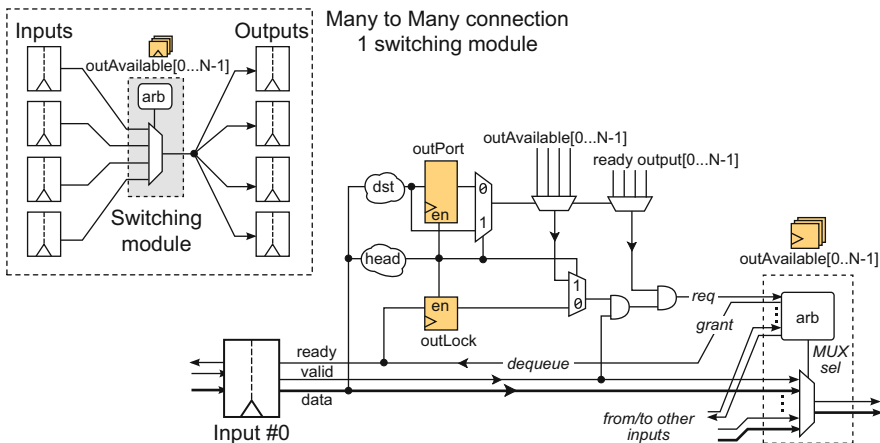 Many to Many connection
1 switching module
Inputs
Outputs
outAvailable[0...N-1]
arb
Switching
module
outPort
outAvailable[0...N-1]
ready output[0...N-1]
dst
0
1
en
head
1
0
en
outLock
req
grant
outAvailable[0..N-1]
arb
MUX
sel
ready
valid
data
dequeue
from/to other
inputs
Input #0